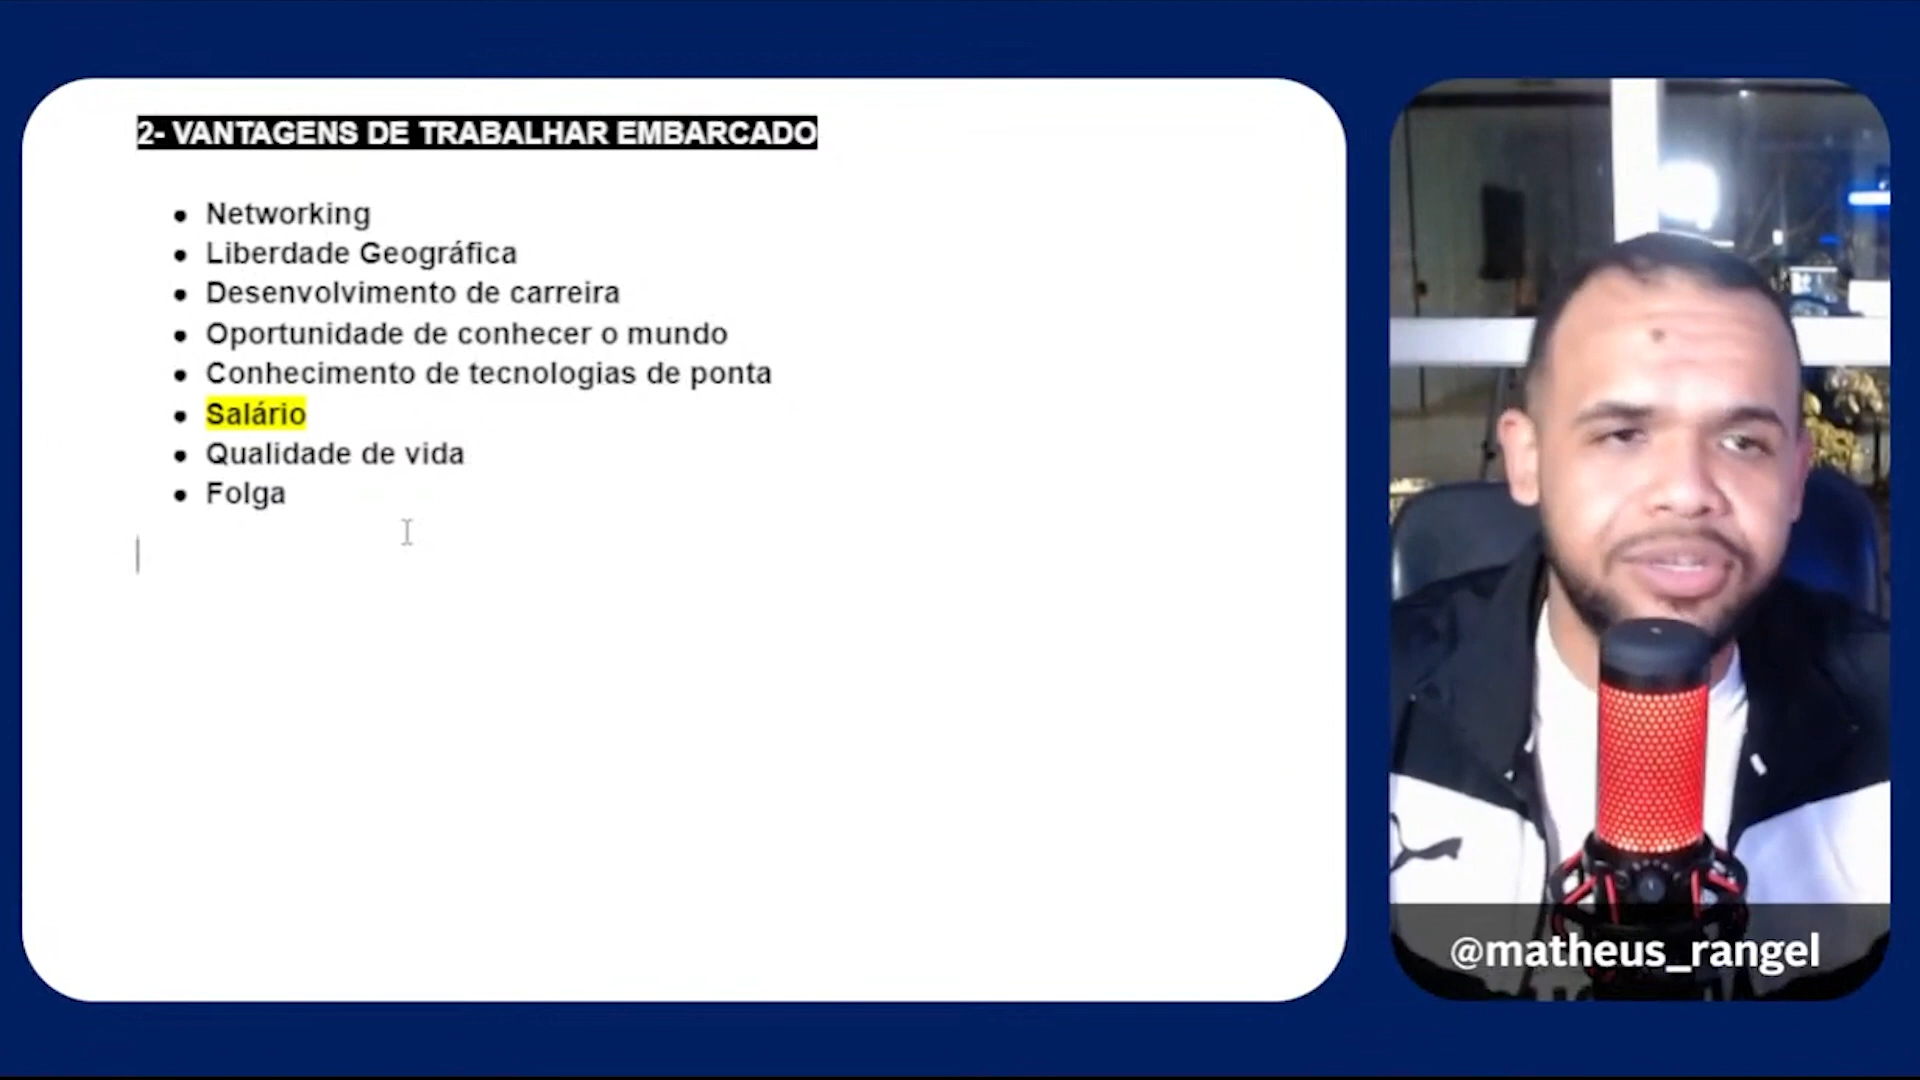 2- VANTAGENS DE TRABALHAR EMBARCADO
Networking
Liberdade Geográfica
Desenvolvimento de carreira
Oportunidade de conhecer o mundo
Conhecimento de tecnologias de ponta
Salário
Qualidade de vida
Folga
@matheus_rangel